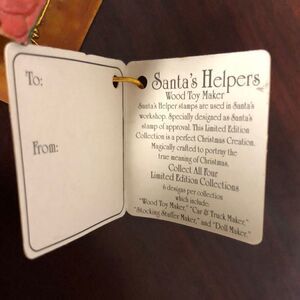 To:
From:
Santa's Helpers
Wood Toy Maker
Santa's Helper stamps are used in Santa's
workshop. Specially designed as Santa's
stamp of approval. This Limited Edition
Collection is a perfect Christmas Creation.
Magically crafted to portray the
true meaning of Christmas.
Collect All Four
Limited Edition Collections
6 designs per collection
which include:
"Wood Toy Maker," "Car & Truck Maker,"
"Stocking Stuffer Maker," and "Doll Maker."